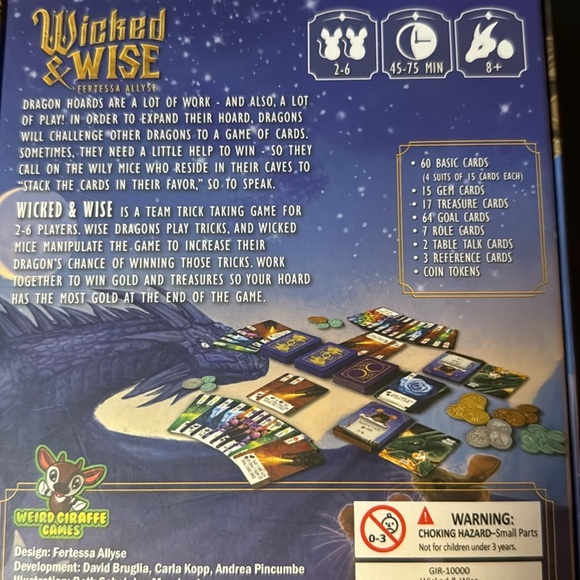 Wicked
& WISE
FERTESSA ALLYSE
2-6
45-75 MIN
8+
DRAGON HOARDS ARE A LOT OF WORK - AND ALSO, A LOT
OF PLAY! IN ORDER TO EXPAND THEIR HOARD, DRAGONS
WILL CHALLENGE OTHER DRAGONS TO A GAME OF CARDS.
SOMETIMES, THEY NEED A LITTLE HELP TO WIN - SO THEY
CALL ON THE WILY MICE WHO RESIDE IN THEIR CAVES TO
"STACK THE CARDS IN THEIR FAVOR," SO TO SPEAK.
WICKED & WISE IS A TEAM TRICK TAKING GAME FOR
2-6 PLAYERS. WISE DRAGONS PLAY TRICKS, AND WICKED
MICE MANIPULATE THE GAME TO INCREASE THEIR
DRAGON'S CHANCE OF WINNING THOSE TRICKS. WORK
TOGETHER TO WIN GOLD AND TREASURES SO YOUR HOARD
HAS THE MOST GOLD AT THE END OF THE GAME.
• 60 BASIC CARDS
(4 SUITS OF 15 CARDS EACH)
• 15 GEM CARDS
• 17 TREASURE CARDS
• 64 GOAL CARDS
• 7 ROLE CARDS
• 2 TABLE TALK CARDS
• 3 REFERENCE CARDS
• COIN TOKENS
WEIRD GIRAFFE
GAMES
Design: Fertessa Allyse
Development: David Bruglia, Carla Kopp, Andrea Pincumbe
0-3
WARNING:
CHOKING HAZARD–Small Parts
Not for children under 3 years.
GIR-10000
Wicked & Wise